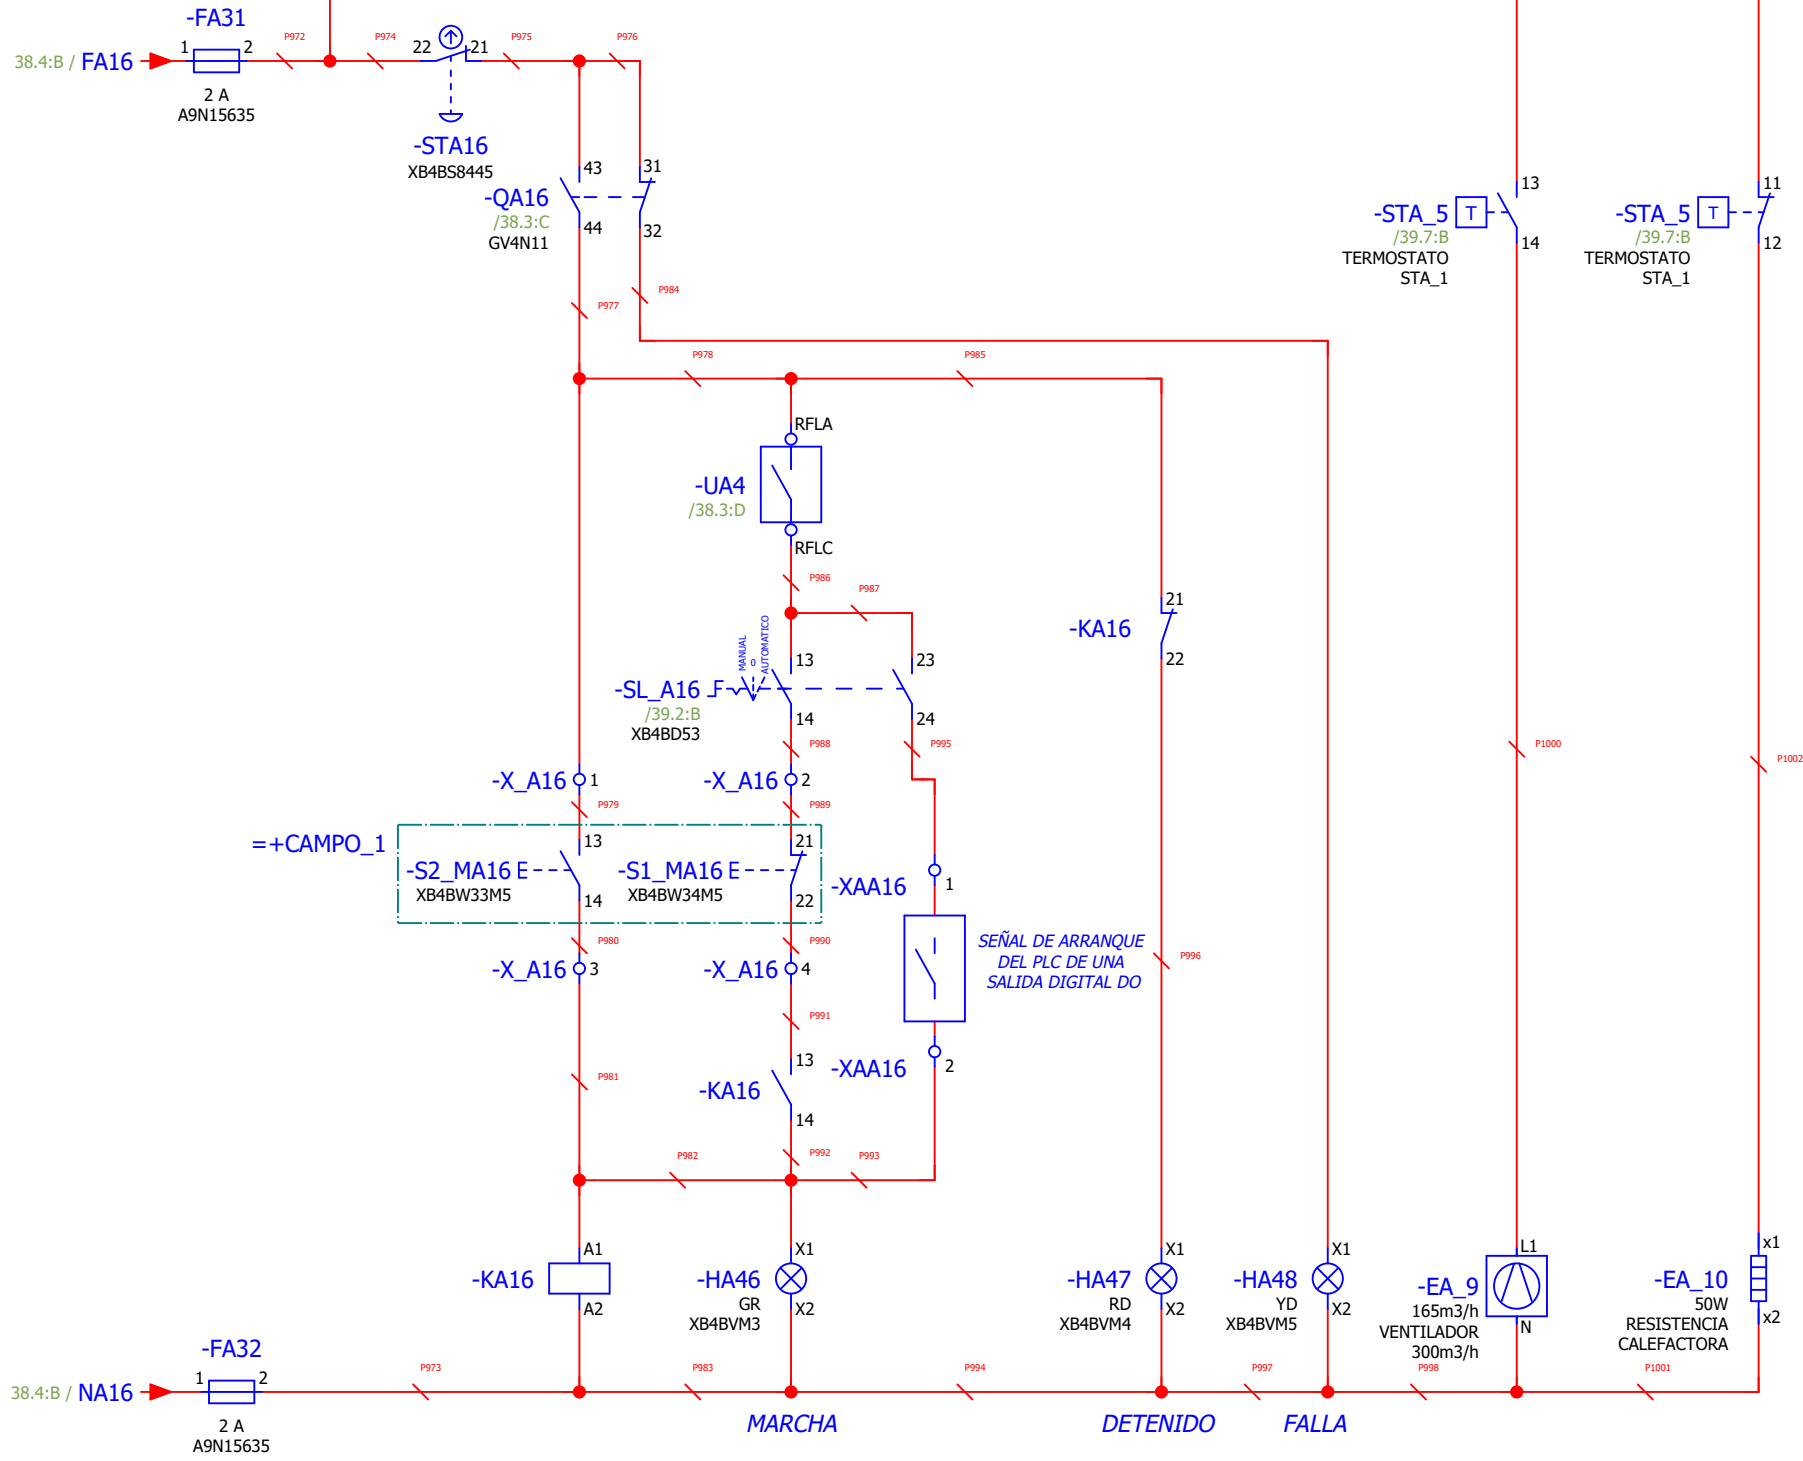 -FA31
38.4:B / FA16
1 2
2 A
A9N15635
P972
P974
22 21
P975
P976
-STA16
XB4BS8445
43
31
-QA16
/38.3:C
GV4N11
44
32
P977
P984
13
-STA_5 T
/39.7:B
TERMOSTATO
STA_1
14
11
-STA_5 T
/39.7:B
TERMOSTATO
STA_1
12
P978
P985
RFLA
-UA4
/38.3:D
RFLC
P986
P987
21
-KA16
22
MANUAL
0
AUTOMATICO
13
23
-SL_A16
/39.2:B
XB4BD53
14
24
P988
P995
P1000
P1002
-X_A16 1
-X_A16 2
P979
P989
=+CAMPO_1
13
-S2_MA16
XB4BW33M5
14
21
-S1_MA16
XB4BW34M5
22
-XAA16
1
P980
P990
SEÑAL DE ARRANQUE
DEL PLC DE UNA
SALIDA DIGITAL DO
P996
-X_A16 3
-X_A16 4
P991
P981
13
-KA16
14
-XAA16
2
P982
P992
P993
A1
-KA16
A2
X1
-HA46
GR
XB4BVM3
X2
X1
-HA47
RD
XB4BVM4
X2
X1
-HA48
YD
XB4BVM5
X2
L1
-EA_9
165m3/h
VENTILADOR
300m3/h
N
x1
-EA_10
50W
RESISTENCIA
CALEFACTORA
x2
-FA32
38.4:B / NA16
1 2
2 A
A9N15635
P973
P983
P994
P997
P998
P1001
MARCHA
DETENIDO
FALLA